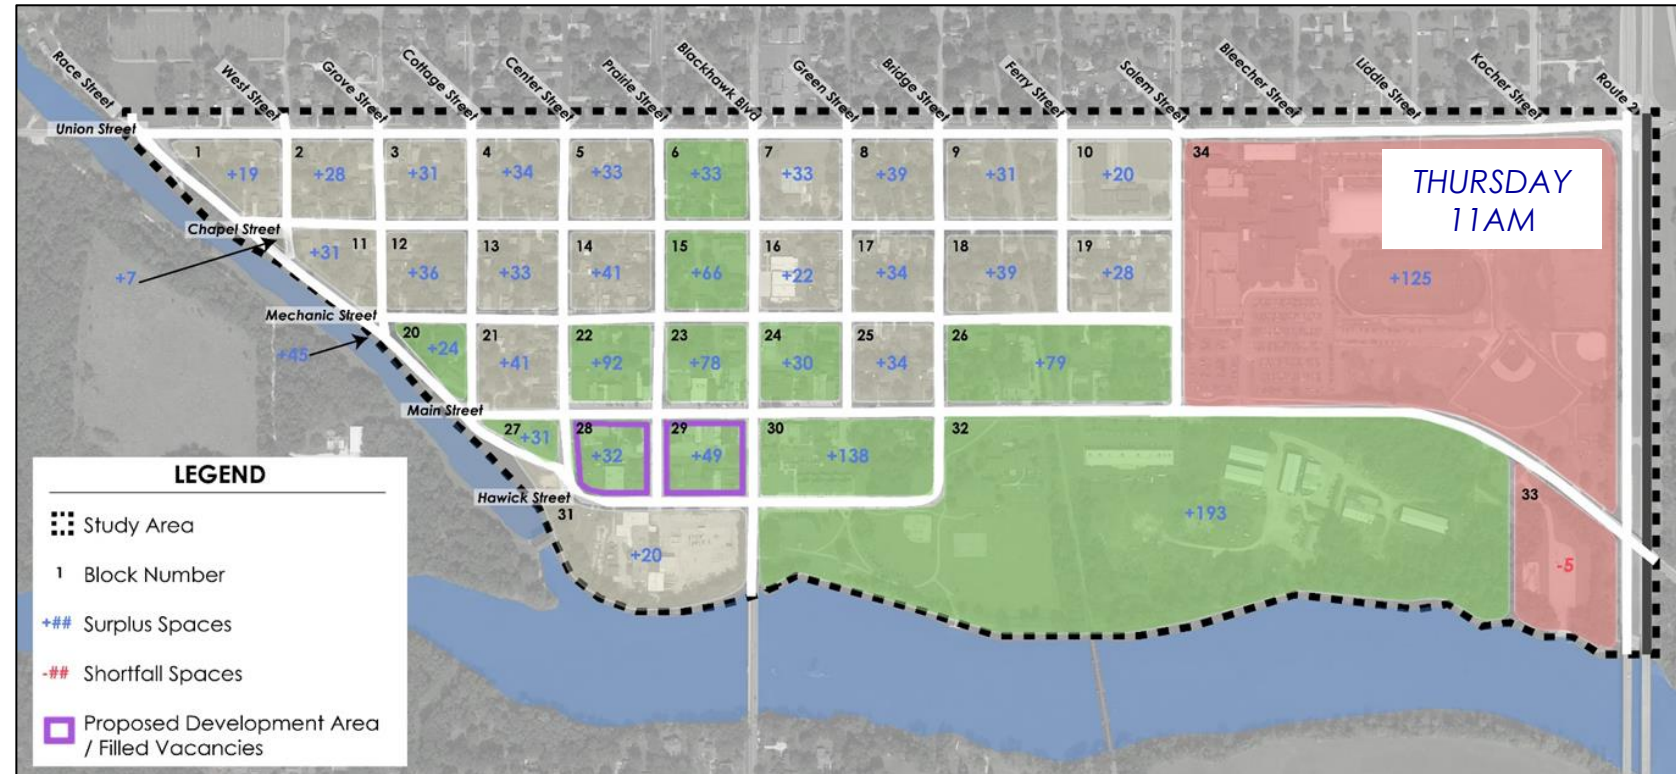 Race Street
West Street
Grove Street
Cottage Street
Center Street
Prairie Street
Blackhawk Blvd
Green Street
Bridge Street
Ferry Street
Salem Street
Bleecher Street
Liddle Street
Kocher Street
Route 2
Union Street
1
+19
2
+28
3
+31
4
+34
5
+33
6
+33
7
+33
8
+39
9
+31
10
+20
34
+125
THURSDAY
11AM
Chapel Street
+7
+31
11
12
+36
13
+33
14
+41
15
+66
16
+22
17
+34
18
+39
19
+28
Mechanic Street
+45
20
+24
21
+41
22
+92
23
+78
24
+30
25
+34
26
+79
Main Street
27
+31
28
+32
29
+49
30
+138
32
+193
33
-5
Hawick Street
31
+20
LEGEND
Study Area
1 Block Number
+## Surplus Spaces
-## Shortfall Spaces
Proposed Development Area
/ Filled Vacancies